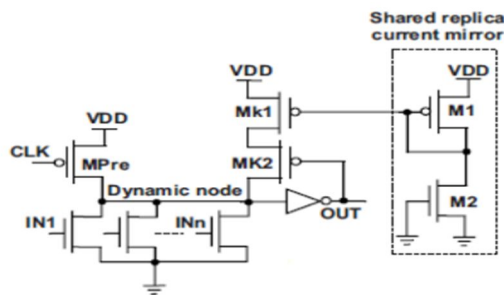 Shared replica
current mirror
VDD
VDD
Mk1
M1
VDD
CLK
MPre
MK2
Dynamic node
OUT
M2
IN1
INn